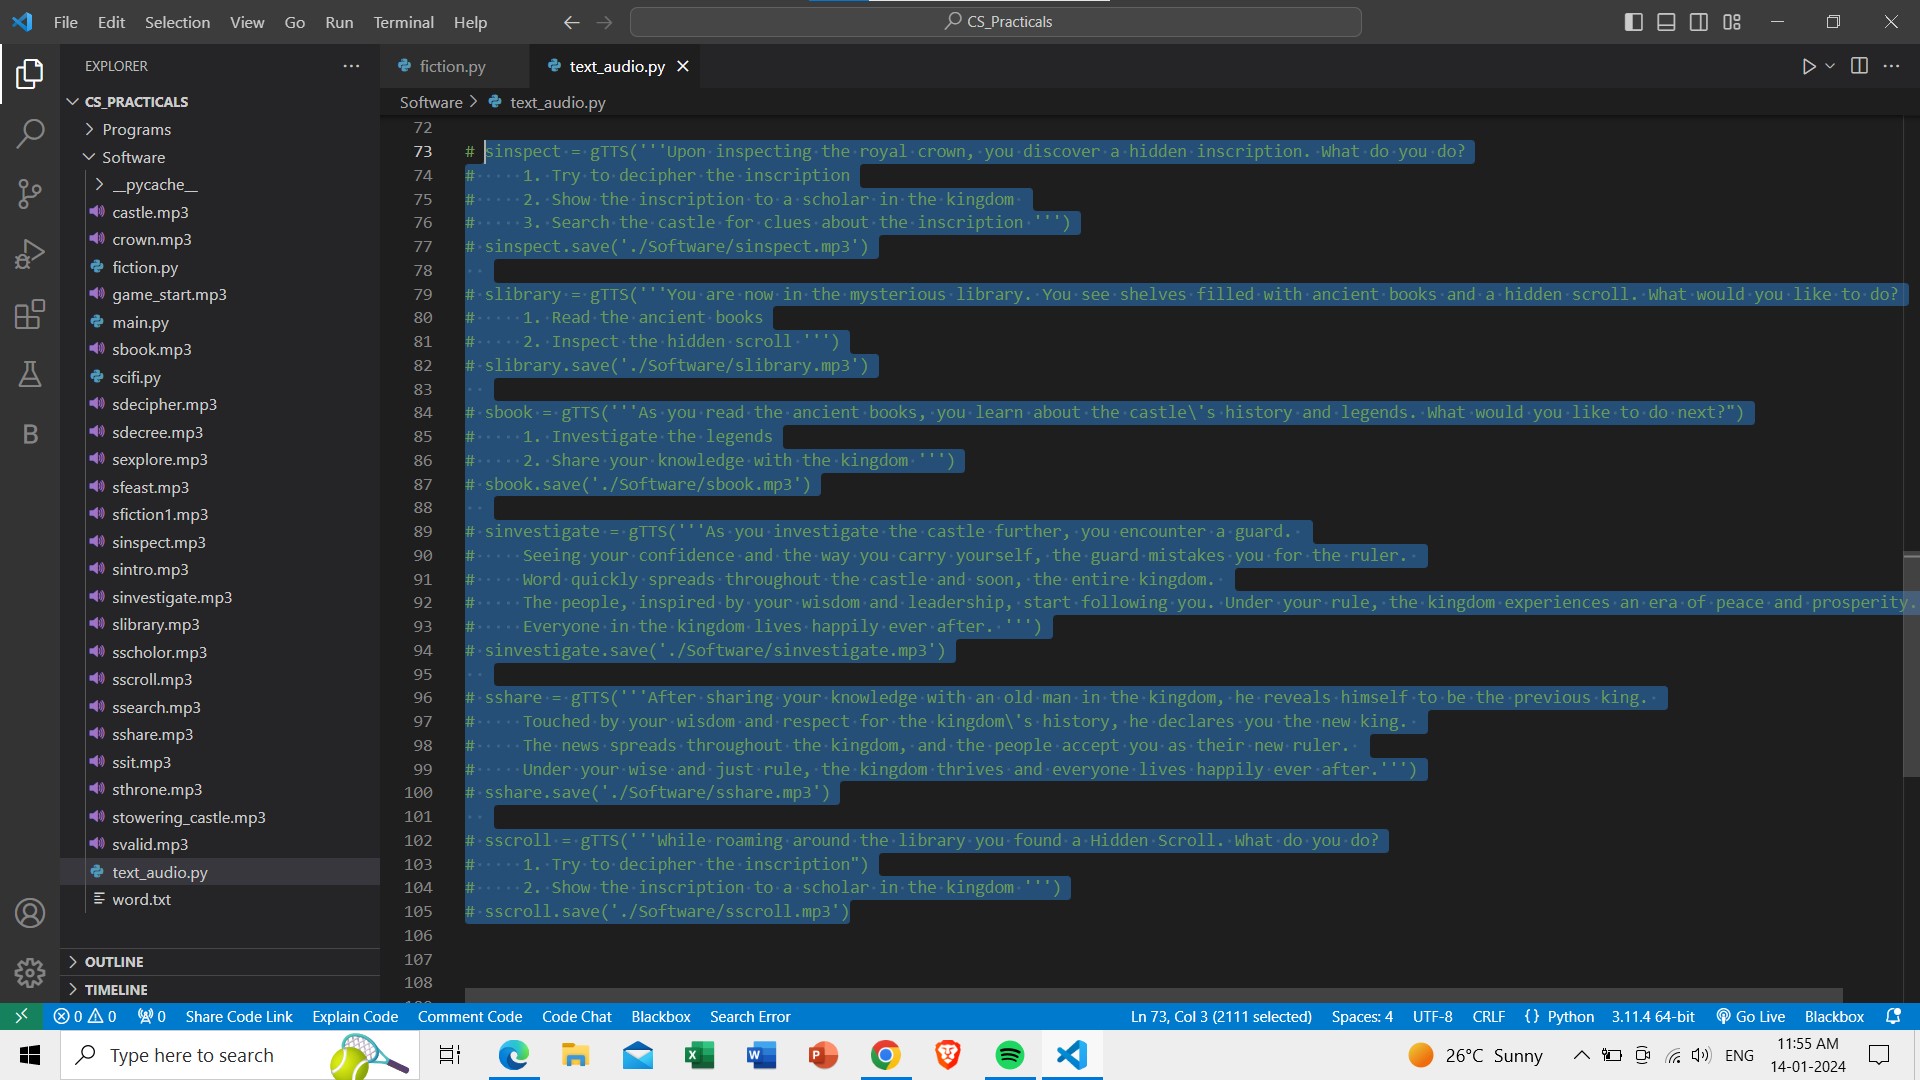 File Edit Selection View Go Run Terminal Help
CS_Practicals
EXPLORER
CS_PRACTICALS
Programs
Software
__pycache__
castle.mp3
crown.mp3
fiction.py
game_start.mp3
main.py
sbook.mp3
scifi.py
sdecipher.mp3
sdecree.mp3
sexplore.mp3
sfeast.mp3
sfiction1.mp3
sinspect.mp3
sintro.mp3
sinvestigate.mp3
slibrary.mp3
sscholor.mp3
sscroll.mp3
ssearch.mp3
sshare.mp3
ssit.mp3
sthrone.mp3
stowering_castle.mp3
svalid.mp3
text_audio.py
word.txt
OUTLINE
TIMELINE
B
fiction.py text_audio.py
Software > text_audio.py
72
73 # sinspect = gTTS('''Upon inspecting the royal crown, you discover a hidden inscription. What do you do?
74 #     1. Try to decipher the inscription
75 #     2. Show the inscription to a scholar in the kingdom
76 #     3. Search the castle for clues about the inscription ''')
77 # sinspect.save('./Software/sinspect.mp3')
78
79 # slibrary = gTTS('''You are now in the mysterious library. You see shelves filled with ancient books and a hidden scroll. What would you like to do?
80 #     1. Read the ancient books
81 #     2. Inspect the hidden scroll ''')
82 # slibrary.save('./Software/slibrary.mp3')
83
84 # sbook = gTTS('''As you read the ancient books, you learn about the castle\'s history and legends. What would you like to do next?")
85 #     1. Investigate the legends
86 #     2. Share your knowledge with the kingdom ''')
87 # sbook.save('./Software/sbook.mp3')
88
89 # sinvestigate = gTTS('''As you investigate the castle further, you encounter a guard.
90 #     Seeing your confidence and the way you carry yourself, the guard mistakes you for the ruler.
91 #     Word quickly spreads throughout the castle and soon, the entire kingdom.
92 #     The people, inspired by your wisdom and leadership, start following you. Under your rule, the kingdom experiences an era of peace and prosperity.
93 #     Everyone in the kingdom lives happily ever after. ''')
94 # sinvestigate.save('./Software/sinvestigate.mp3')
95
96 # sshare = gTTS('''After sharing your knowledge with an old man in the kingdom, he reveals himself to be the previous king.
97 #     Touched by your wisdom and respect for the kingdom\'s history, he declares you the new king.
98 #     The news spreads throughout the kingdom, and the people accept you as their new ruler.
99 #     Under your wise and just rule, the kingdom thrives and everyone lives happily ever after.''')
100 # sshare.save('./Software/sshare.mp3')
101
102 # sscroll = gTTS('''While roaming around the library you found a Hidden Scroll. What do you do?
103 #     1. Try to decipher the inscription")
104 #     2. Show the inscription to a scholar in the kingdom ''')
105 # sscroll.save('./Software/sscroll.mp3')
106
107
108
0 0 0 Share Code Link Explain Code Comment Code Code Chat Blackbox Search Error Ln 73, Col 3 (2111 selected) Spaces: 4 UTF-8 CRLF {} Python 3.11.4 64-bit Go Live Blackbox
Type here to search 26°C Sunny ENG 11:55 AM
14-01-2024